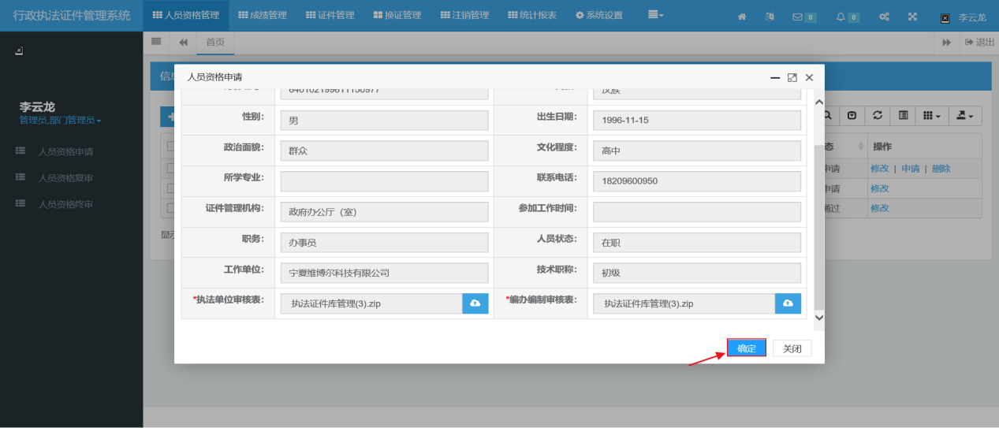 行政执法证件管理系统 人员资格管理 成绩管理 证件管理 换证管理 注销管理 统计报表 系统设置 0 0 李云龙
首页 退出
人员资格申请
李云龙
管理员,部门管理员
人员资格申请
人员资格复审
人员资格终审
性别: 男 出生日期: 1996-11-15
政治面貌: 群众 文化程度: 高中
所学专业: 联系电话: 18209600950
证件管理机构: 政府办公厅（室） 参加工作时间:
职务: 办事员 人员状态: 在职
工作单位: 宁夏维博尔科技有限公司 技术职称: 初级
*执法单位审核表: 执法证件库管理(3).zip *编办编制审核表: 执法证件库管理(3).zip
确定 关闭
操作
申请 修改 | 申请 | 删除
申请 修改
通过 修改